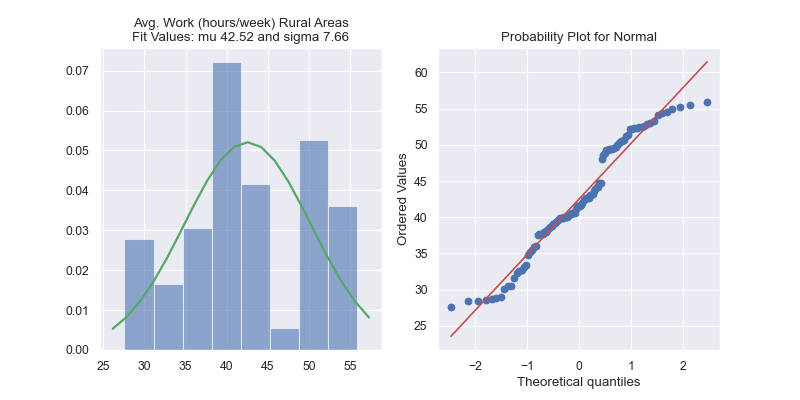 Avg. Work (hours/week) Rural Areas
Fit Values: mu 42.52 and sigma 7.66
0.07
0.06
0.05
0.04
0.03
0.02
0.01
0.00
25 30 35 40 45 50 55
Probability Plot for Normal
Ordered Values
60
55
50
45
40
35
30
25
−2 −1 0 1 2
Theoretical quantiles